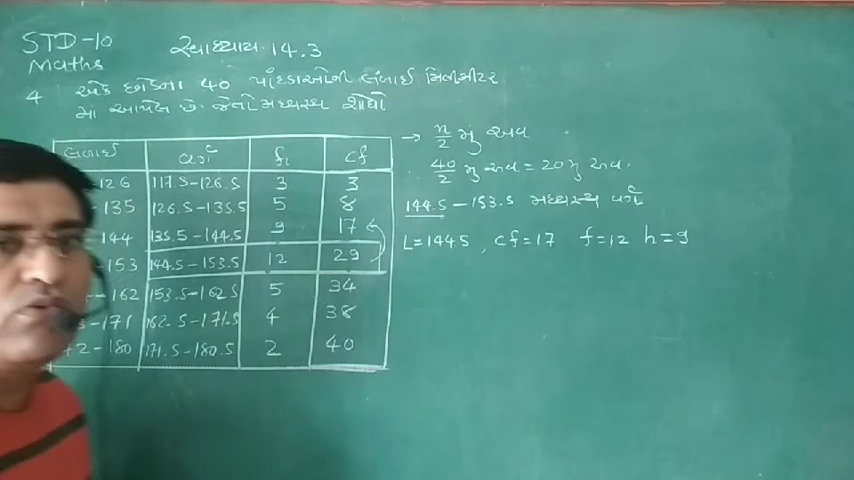 STD-10 સ્વાધ્યાય 14.3
Maths
4 એક છોડના 40 પાંદડાઓની લંબાઈ મિલીમીટર
માં આપેલ છે. જેનો મધ્યસ્થ શોધો
લંબાઈ વર્ગ fi cf
126 117.5-126.5 3 3
-135 126.5-135.5 5 8
-144 135.5-144.5 9 17
-153 144.5-153.5 12 29
-162 153.5-162.5 5 34
-171 162.5-171.5 4 38
2-180 171.5-180.5 2 40
→ n/2 મું અવ
∴ 40/2 મું અવ = 20 મું અવ.
144.5-153.5 મધ્યસ્થ વર્ગ
L=144.5, cf=17 f=12 h=9